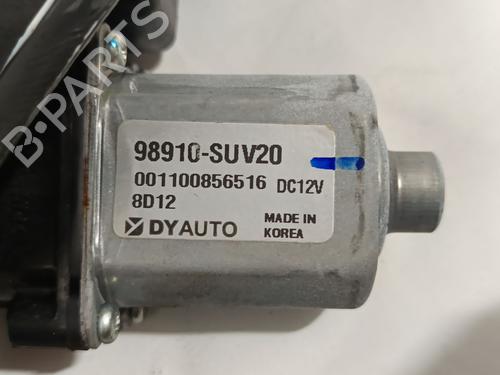 B-PARTS
98910-SUV20
001100856516 DC12V
8D12
DYAUTO
MADE IN
KOREA